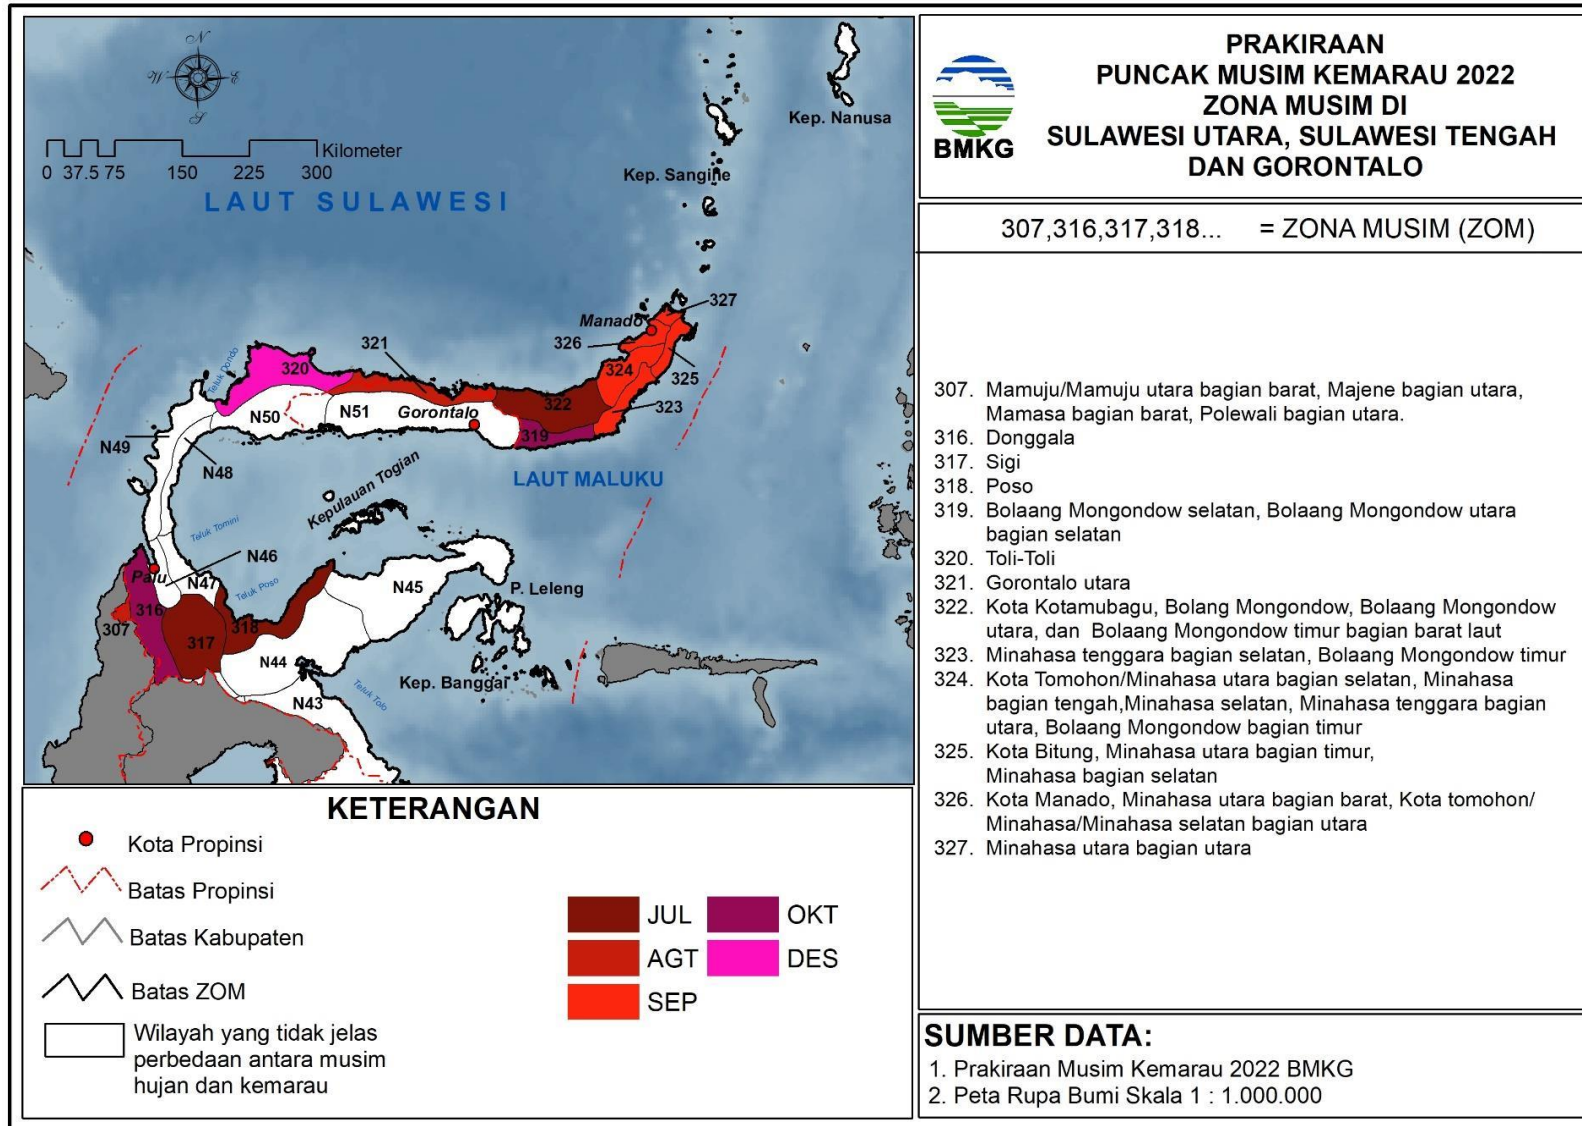 N
W
E
S
Kilometer
0 37.5 75 150 225 300
LAUT SULAWESI
Kep. Nanusa
Kep. Sangine
327
Manado
326
321
320
Teluk Dondo
324
325
322
323
N50
N51
Gorontalo
319
N49
N48
LAUT MALUKU
Kepulauan Togian
Teluk Tomini
N46
Palu
N47
Teluk Poso
N45
P. Leleng
316
307
318
317
N44
Kep. Banggai
N43
Teluk Tolo
BMKG
PRAKIRAAN
PUNCAK MUSIM KEMARAU 2022
ZONA MUSIM DI
SULAWESI UTARA, SULAWESI TENGAH
DAN GORONTALO
307,316,317,318... = ZONA MUSIM (ZOM)
307. Mamuju/Mamuju utara bagian barat, Majene bagian utara,
Mamasa bagian barat, Polewali bagian utara.
316. Donggala
317. Sigi
318. Poso
319. Bolaang Mongondow selatan, Bolaang Mongondow utara
bagian selatan
320. Toli-Toli
321. Gorontalo utara
322. Kota Kotamubagu, Bolang Mongondow, Bolaang Mongondow
utara, dan Bolaang Mongondow timur bagian barat laut
323. Minahasa tenggara bagian selatan, Bolaang Mongondow timur
324. Kota Tomohon/Minahasa utara bagian selatan, Minahasa
bagian tengah,Minahasa selatan, Minahasa tenggara bagian
utara, Bolaang Mongondow bagian timur
325. Kota Bitung, Minahasa utara bagian timur,
Minahasa bagian selatan
326. Kota Manado, Minahasa utara bagian barat, Kota tomohon/
Minahasa/Minahasa selatan bagian utara
327. Minahasa utara bagian utara
KETERANGAN
Kota Propinsi
Batas Propinsi
Batas Kabupaten
Batas ZOM
Wilayah yang tidak jelas
perbedaan antara musim
hujan dan kemarau
JUL
AGT
SEP
OKT
DES
SUMBER DATA:
1. Prakiraan Musim Kemarau 2022 BMKG
2. Peta Rupa Bumi Skala 1 : 1.000.000